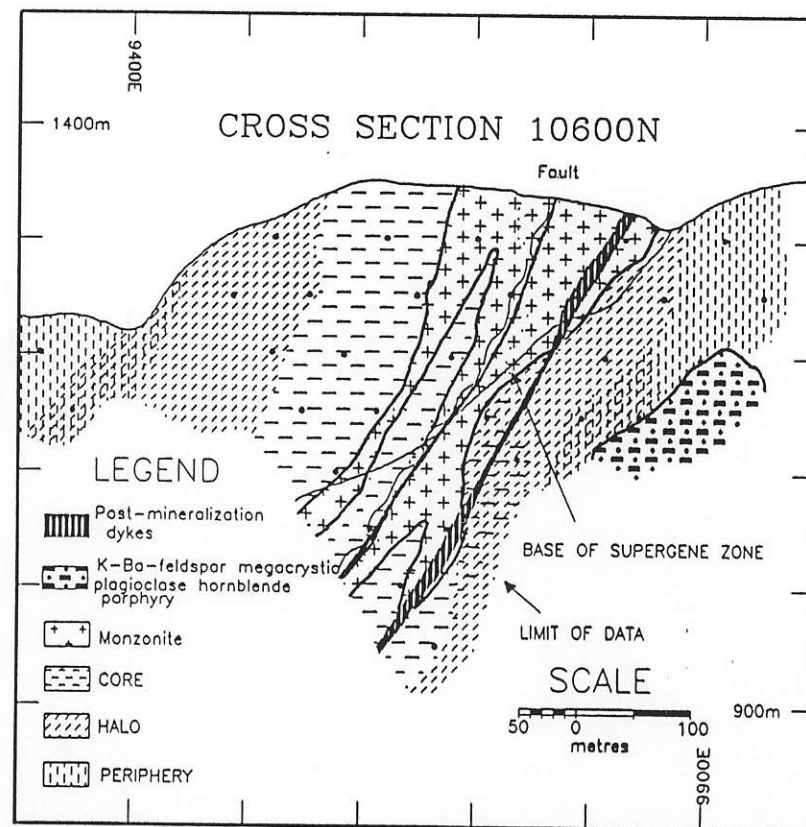 9400E
1400m
CROSS SECTION 10600N
Fault
LEGEND
Post-mineralization
dykes
K-Ba-feldspar megacrystic
plagioclase hornblende
porphyry
Monzonite
CORE
HALO
PERIPHERY
BASE OF SUPERGENE ZONE
LIMIT OF DATA
SCALE
50 0 100
metres
900m
9900E